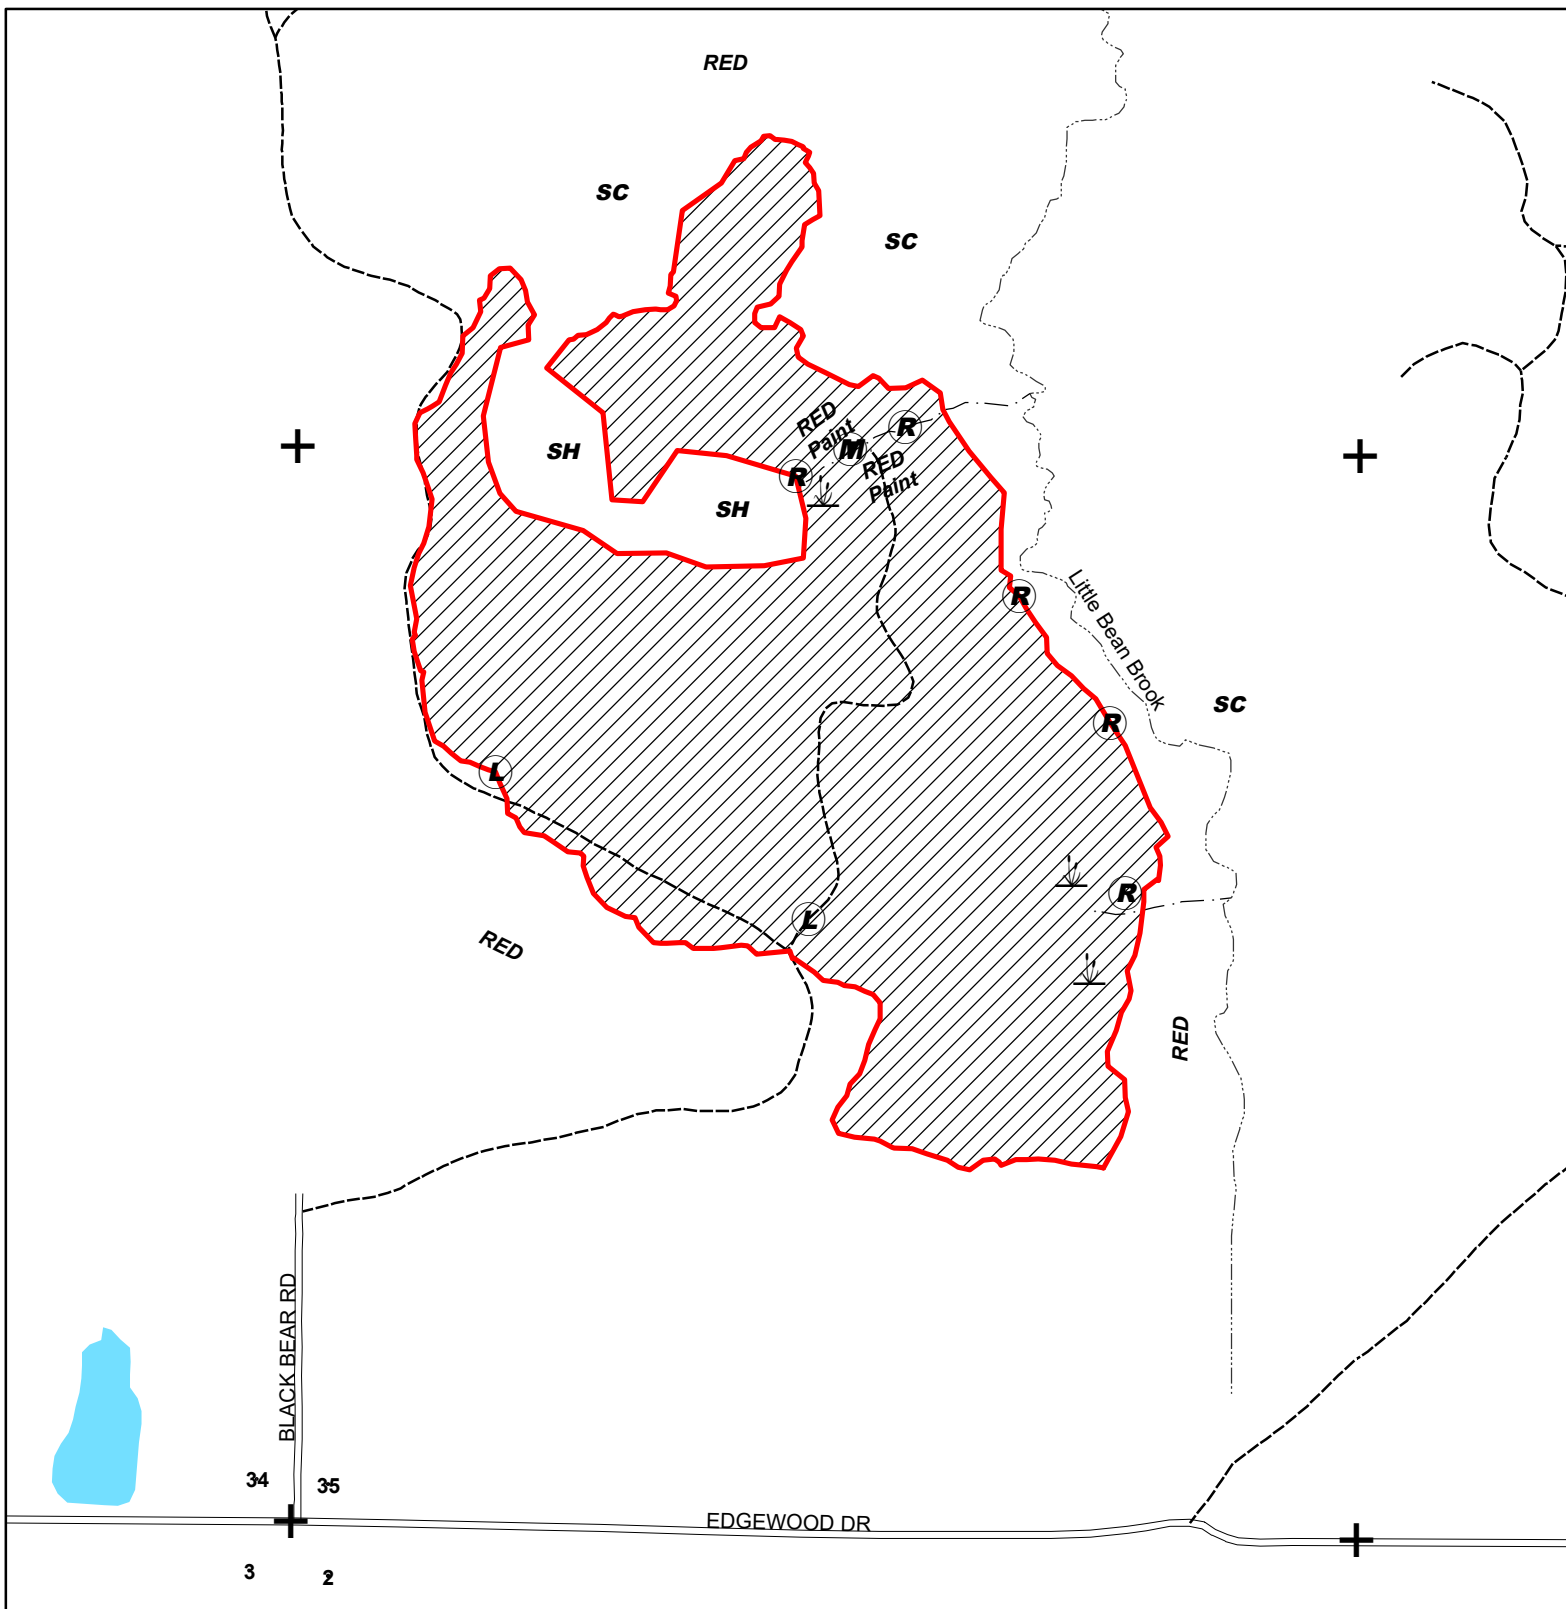 RED
SC
SC
RED
Paint
R
M
SH
RED
Paint
R
SH
R
Little Bean Brook
SC
R
L
R
L
RED
RED
BLACK BEAR RD
34
35
EDGEWOOD DR
3
2